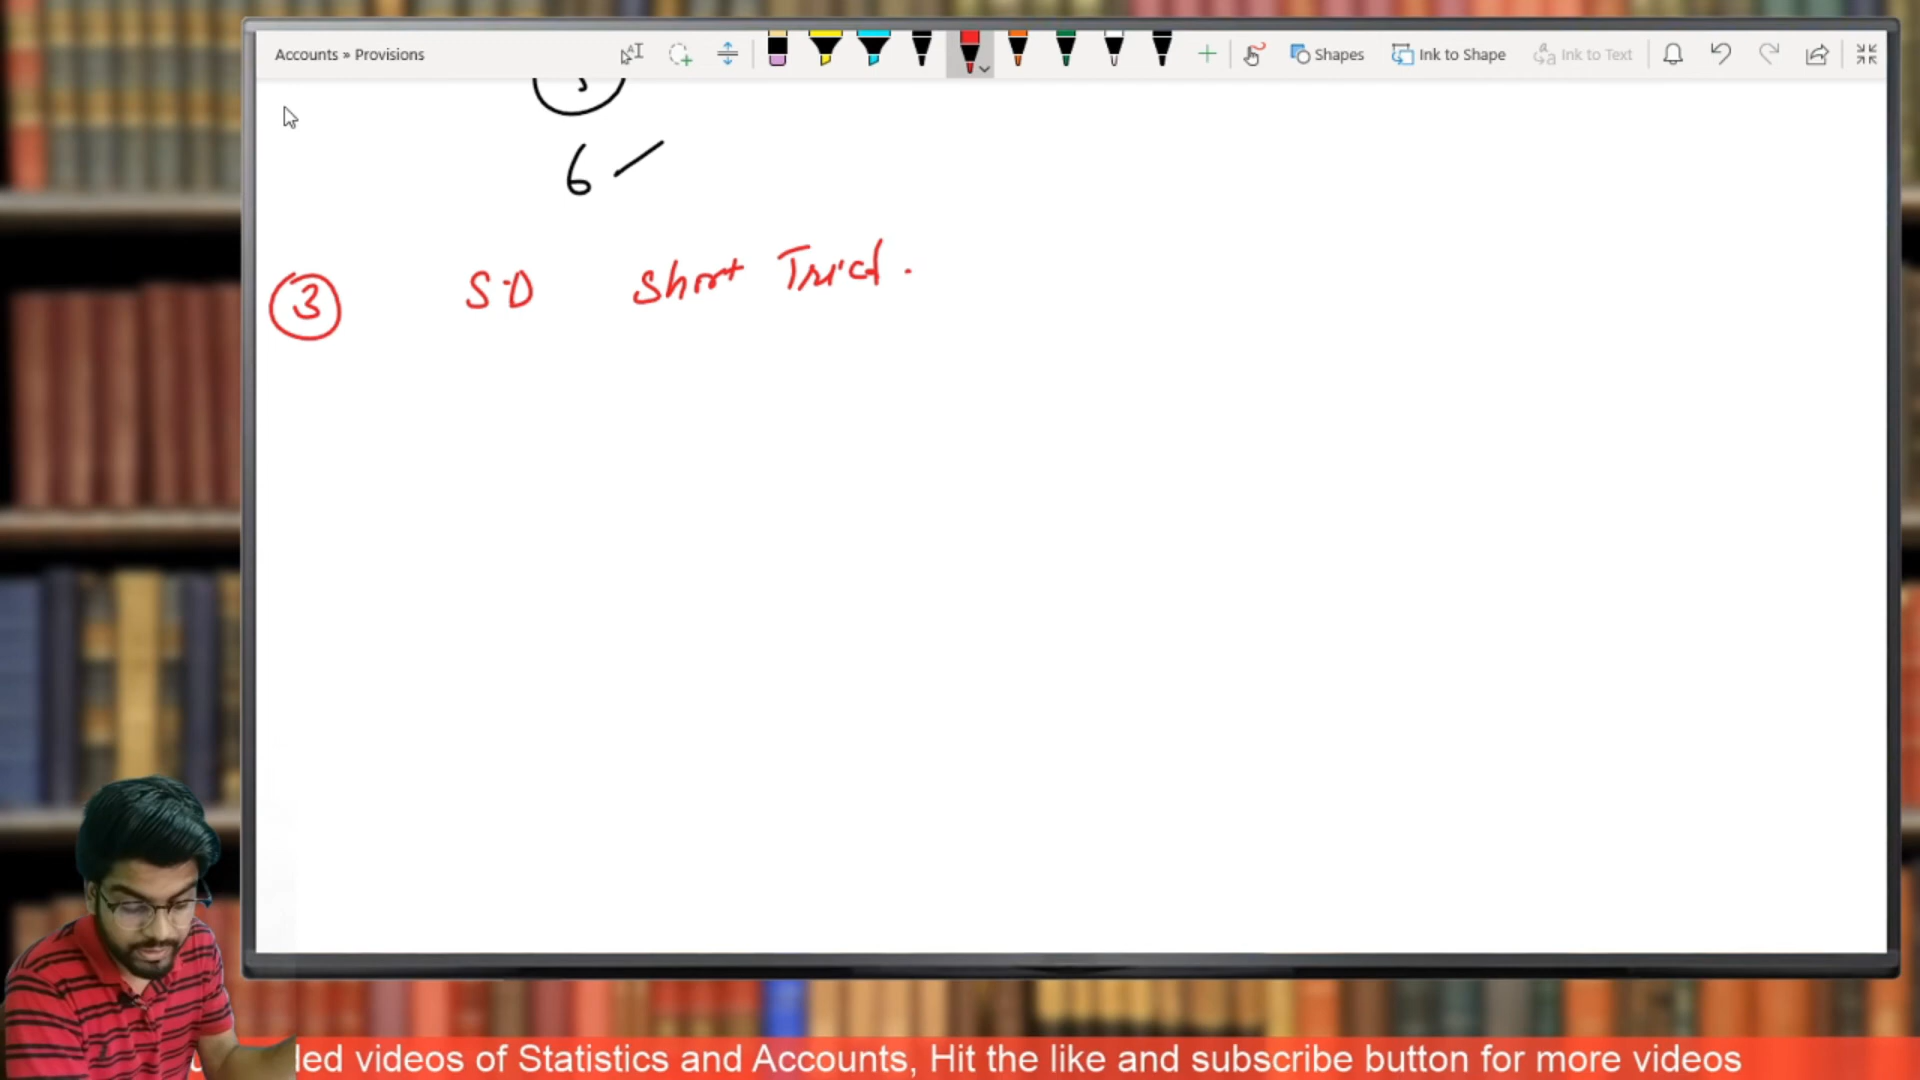 Accounts » Provisions
Shapes
Ink to Shape
Ink to Text
6
3 S.D Short Trick.
led videos of Statistics and Accounts, Hit the like and subscribe button for more videos